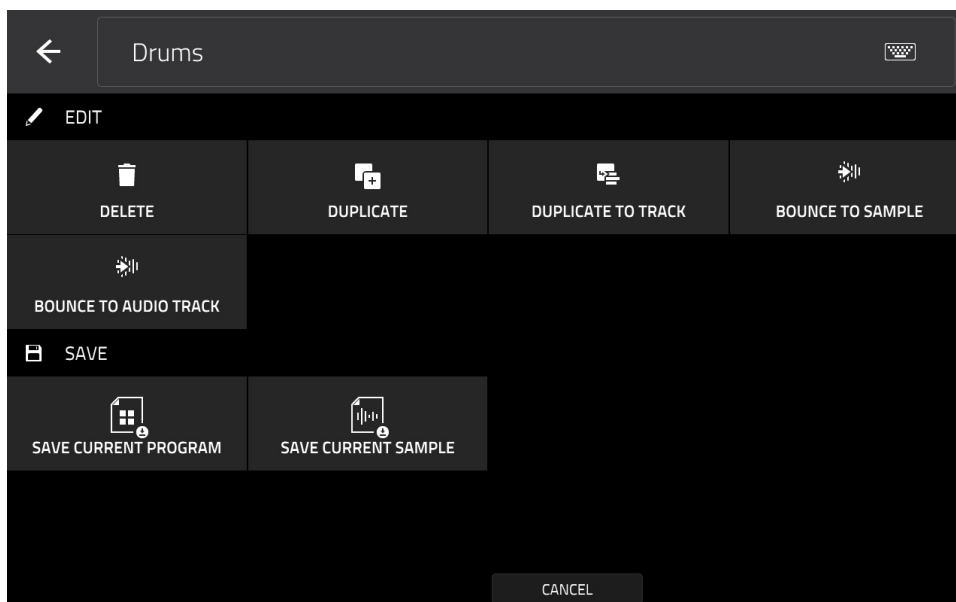 Drums
EDIT
DELETE
DUPLICATE
DUPLICATE TO TRACK
BOUNCE TO SAMPLE
BOUNCE TO AUDIO TRACK
SAVE
SAVE CURRENT PROGRAM
SAVE CURRENT SAMPLE
CANCEL